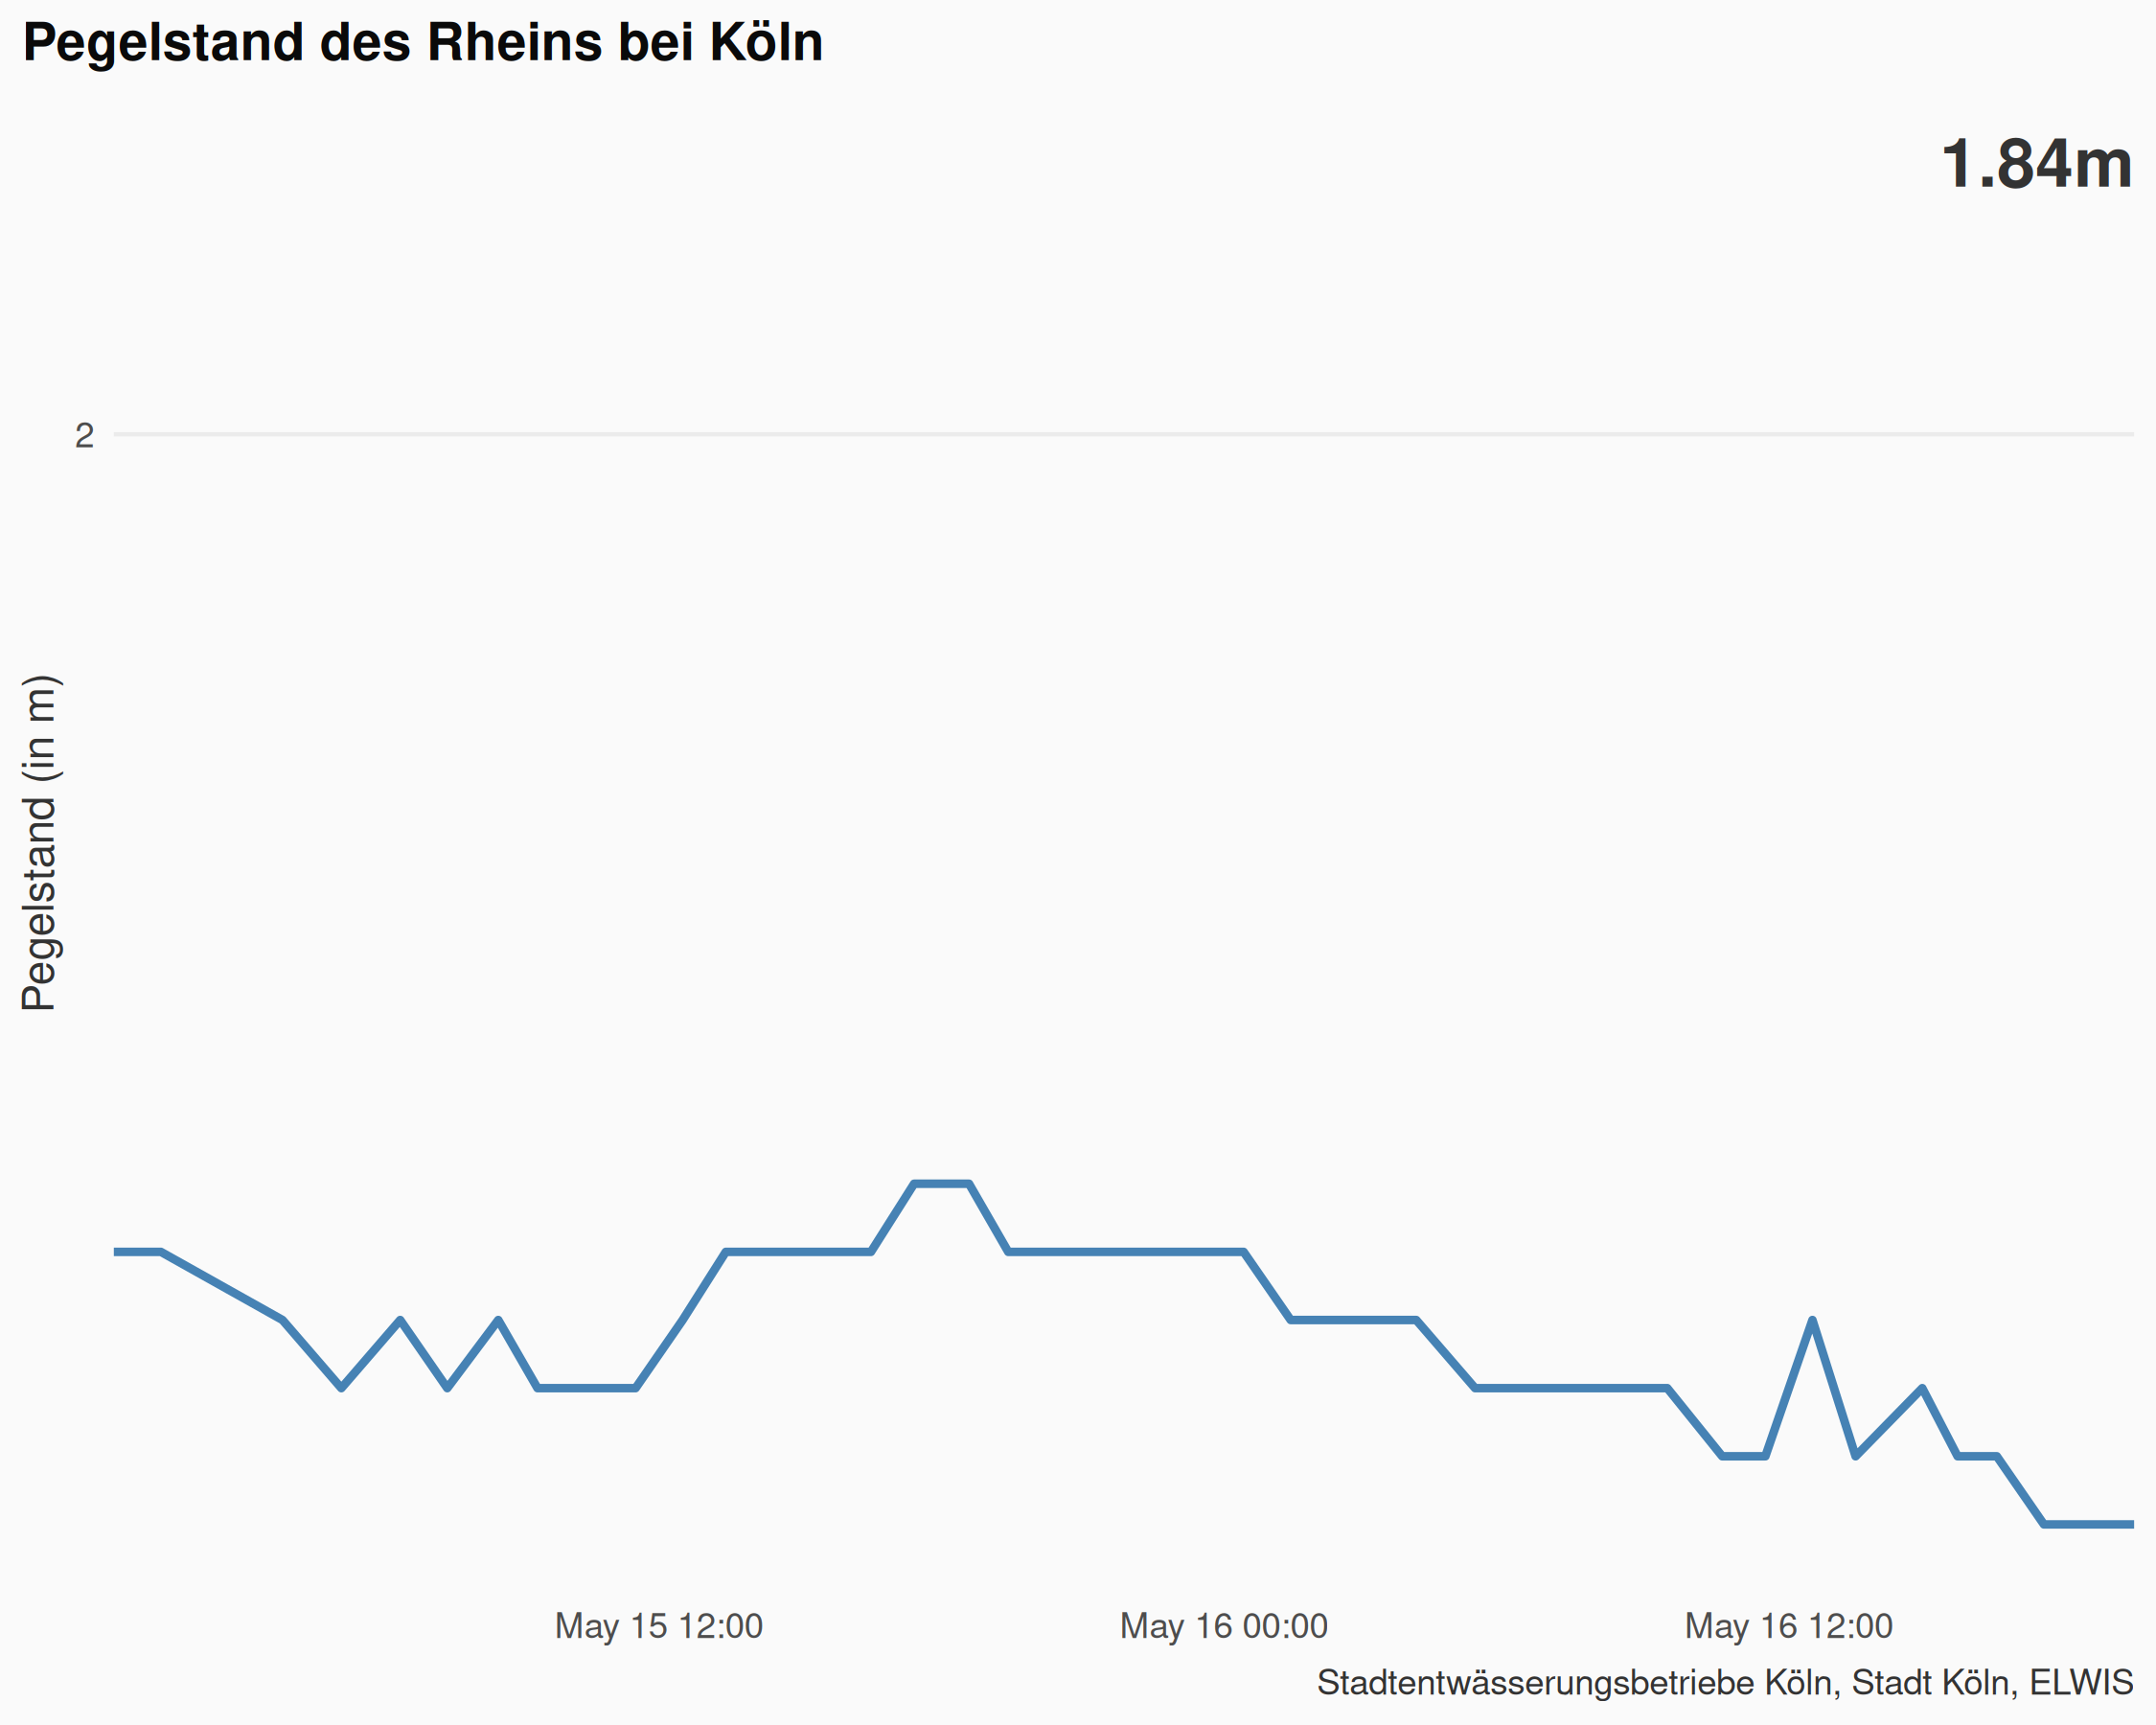 Pegelstand des Rheins bei Köln
1.84m
2
Pegelstand (in m)
May 15 12:00
May 16 00:00
May 16 12:00
Stadtentwässerungsbetriebe Köln, Stadt Köln, ELWIS